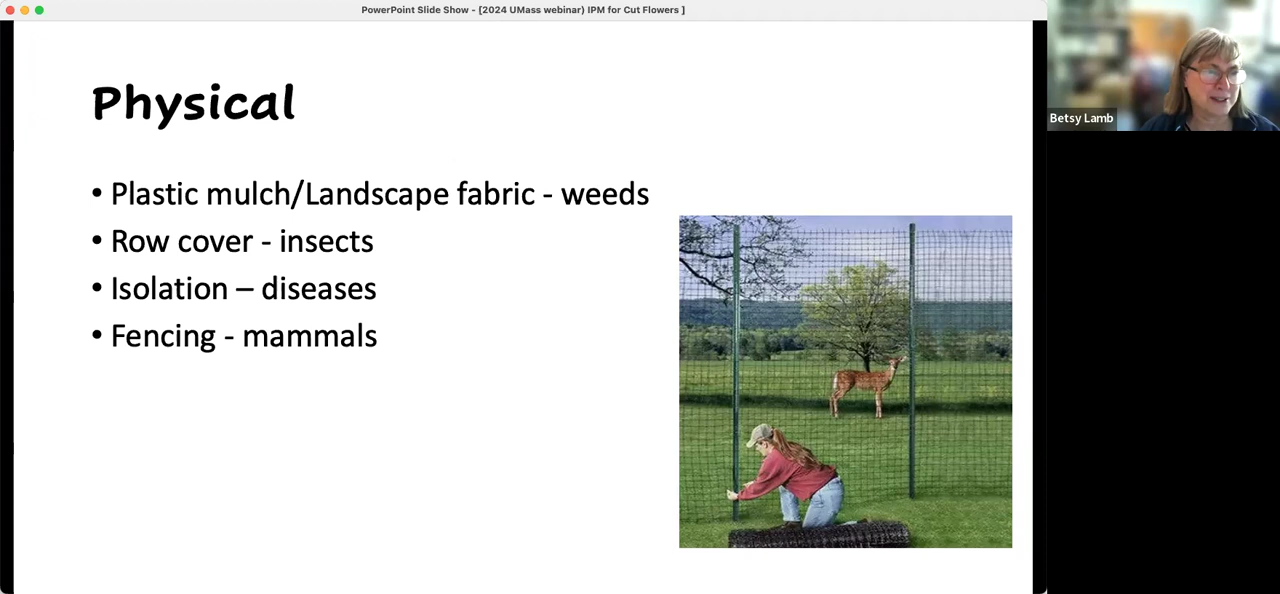 PowerPoint Slide Show - [2024 UMass webinar) IPM for Cut Flowers ]
Physical
• Plastic mulch/Landscape fabric - weeds
• Row cover - insects
• Isolation – diseases
• Fencing - mammals
Betsy Lamb